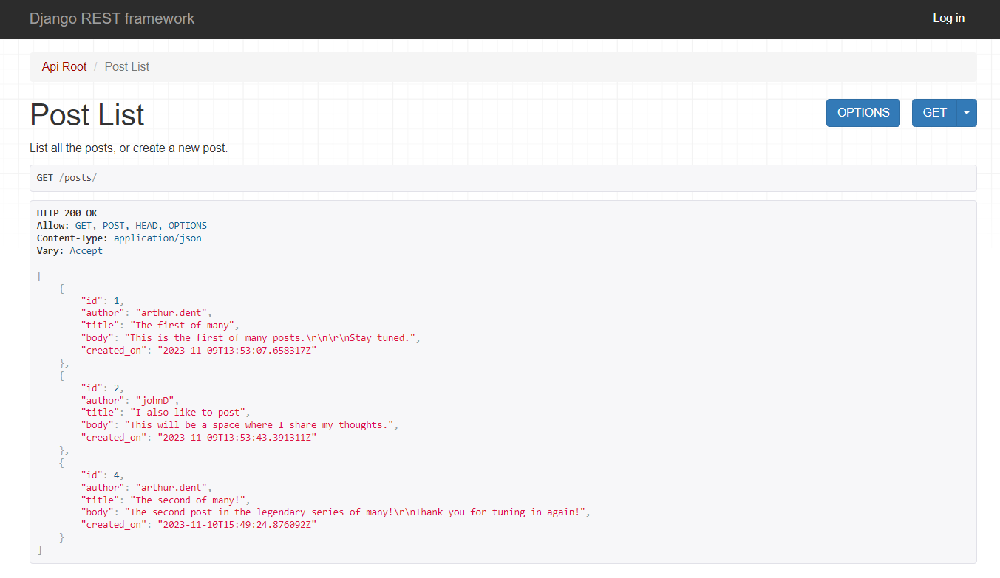 Django REST framework
Log in
Api Root / Post List
Post List
OPTIONS
GET
List all the posts, or create a new post.
GET /posts/
HTTP 200 OK
Allow: GET, POST, HEAD, OPTIONS
Content-Type: application/json
Vary: Accept
[
    {
        "id": 1,
        "author": "arthur.dent",
        "title": "The first of many",
        "body": "This is the first of many posts.\r\n\r\nStay tuned.",
        "created_on": "2023-11-09T13:53:07.658317Z"
    },
    {
        "id": 2,
        "author": "johnD",
        "title": "I also like to post",
        "body": "This will be a space where I share my thoughts.",
        "created_on": "2023-11-09T13:53:43.391311Z"
    },
    {
        "id": 4,
        "author": "arthur.dent",
        "title": "The second of many!",
        "body": "The second post in the legendary series of many!\r\nThank you for tuning in again!",
        "created_on": "2023-11-10T15:49:24.876092Z"
    }
]